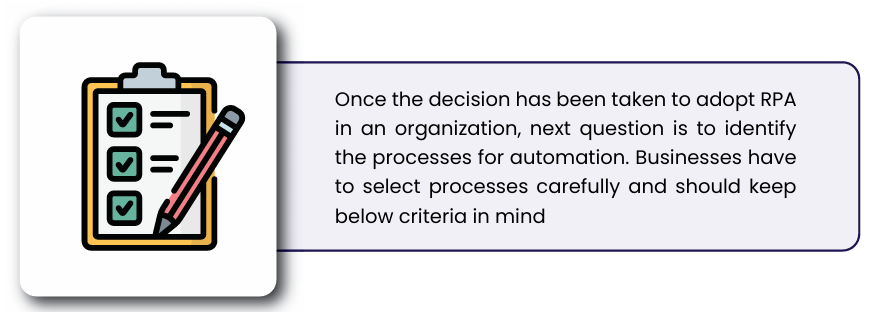 Once the decision has been taken to adopt RPA
in an organization, next question is to identify
the processes for automation. Businesses have
to select processes carefully and should keep
below criteria in mind